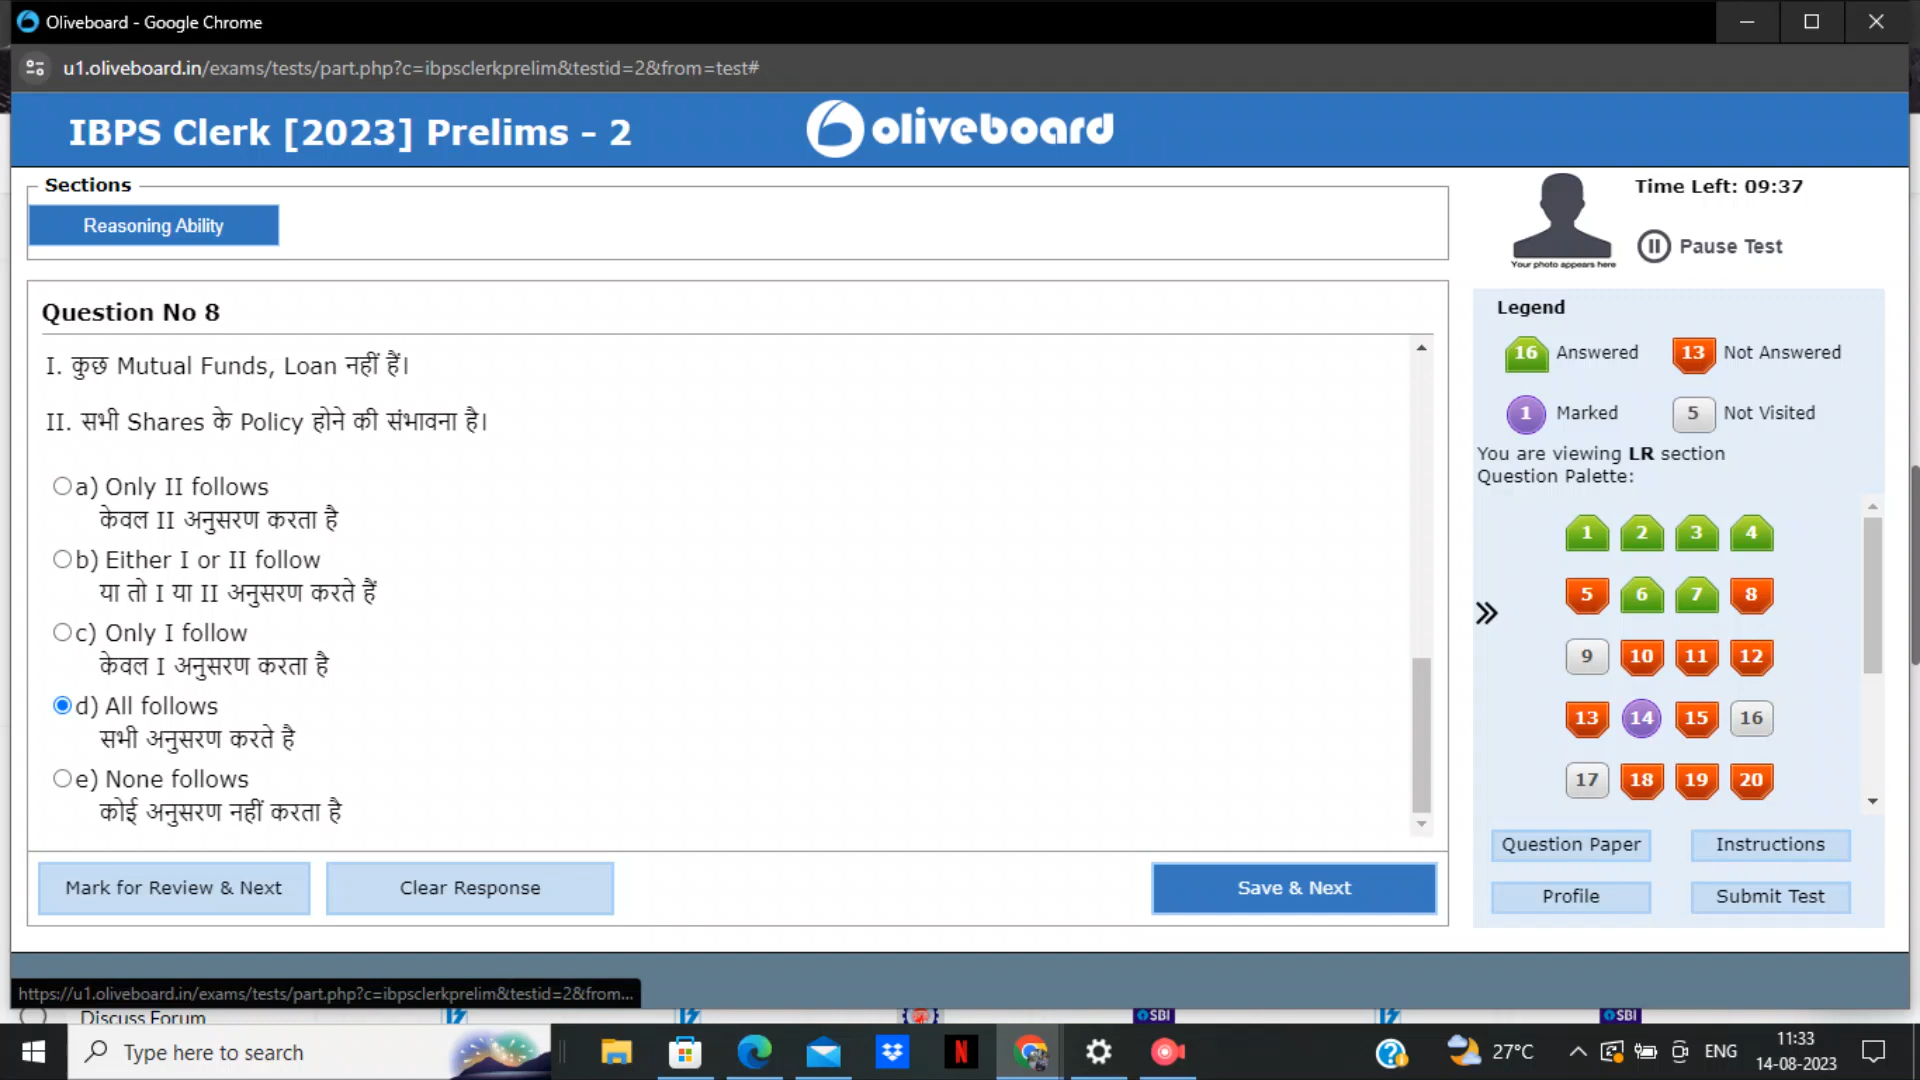 Oliveboard - Google Chrome
u1.oliveboard.in/exams/tests/part.php?c=ibpsclerkprelim&testid=2&from=test#
IBPS Clerk [2023] Prelims - 2
oliveboard
Sections
Reasoning Ability
Your photo appears here
Time Left: 09:37
Pause Test
Question No 8
I. कुछ Mutual Funds, Loan नहीं हैं।
II. सभी Shares के Policy होने की संभावना है।
a) Only II follows
केवल II अनुसरण करता है
b) Either I or II follow
या तो I या II अनुसरण करते हैं
c) Only I follow
केवल I अनुसरण करता है
d) All follows
सभी अनुसरण करते है
e) None follows
कोई अनुसरण नहीं करता है
Mark for Review & Next
Clear Response
Save & Next
Legend
16 Answered
13 Not Answered
1 Marked
5 Not Visited
You are viewing LR section
Question Palette:
1 2 3 4
5 6 7 8
9 10 11 12
13 14 15 16
17 18 19 20
Question Paper
Instructions
Profile
Submit Test
https://u1.oliveboard.in/exams/tests/part.php?c=ibpsclerkprelim&testid=2&from...
Discuss Forum
SBI
SBI
Type here to search
27°C
ENG
11:33
14-08-2023